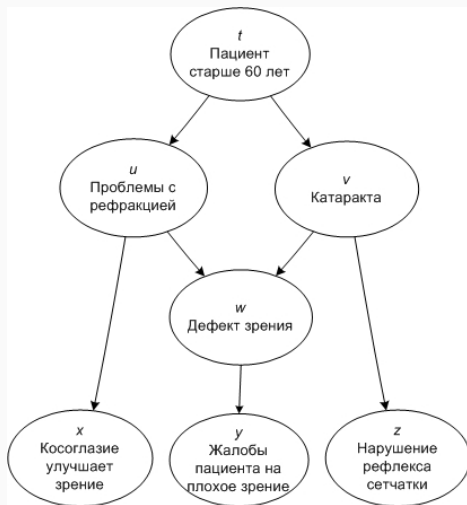 t
Пациент
старше 60 лет
u
Проблемы с
рефракцией
v
Катаракта
w
Дефект зрения
x
Косоглазие
улучшает
зрение
y
Жалобы
пациента на
плохое зрение
z
Нарушение
рефлекса
сетчатки